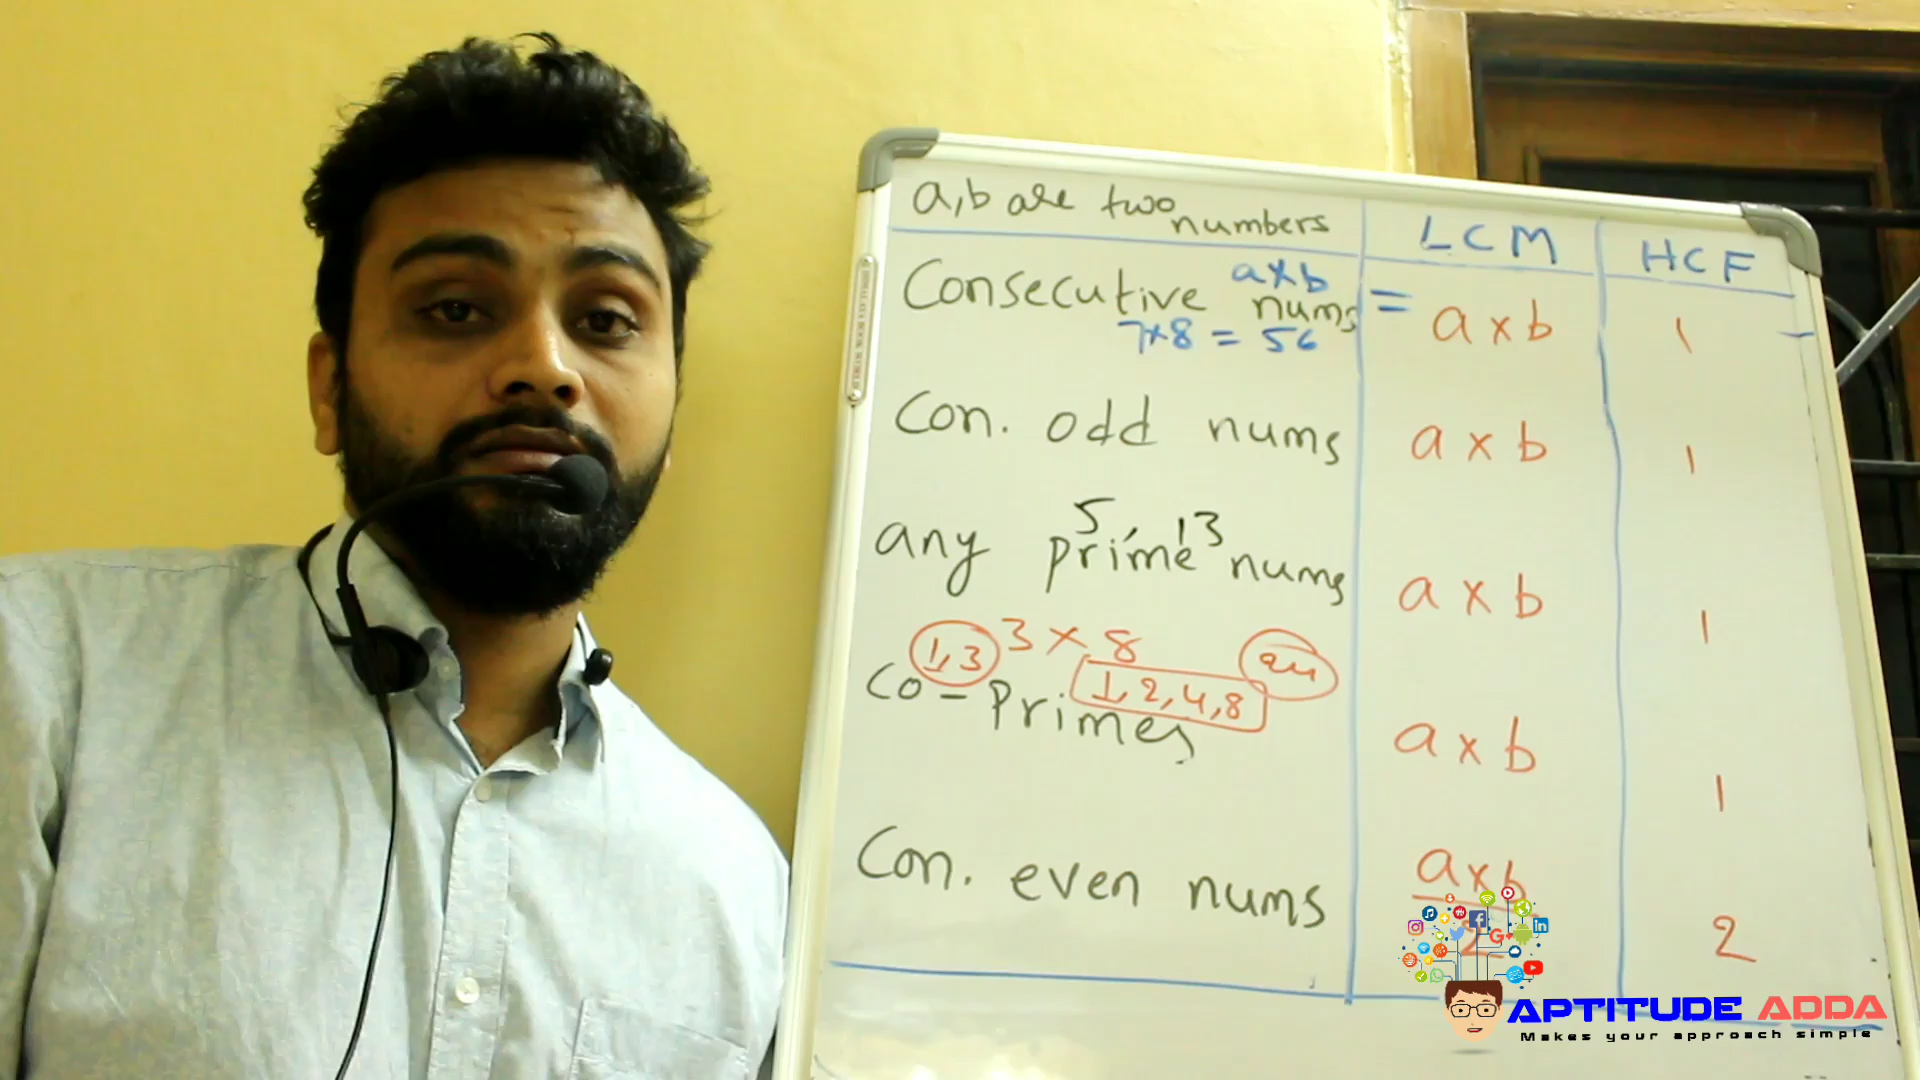 a,b are two numbers
LCM
HCF
Consecutive nums
a×b
=
7×8 = 56
a×b
1
Con. odd nums
a×b
1
5, 13
any prime nums
a×b
1
3×8
1,3
24
1,2,4,8
Co-Primes
a×b
1
Con. even nums
a×b
2
2
APTITUDE ADDA
Makes your approach simple